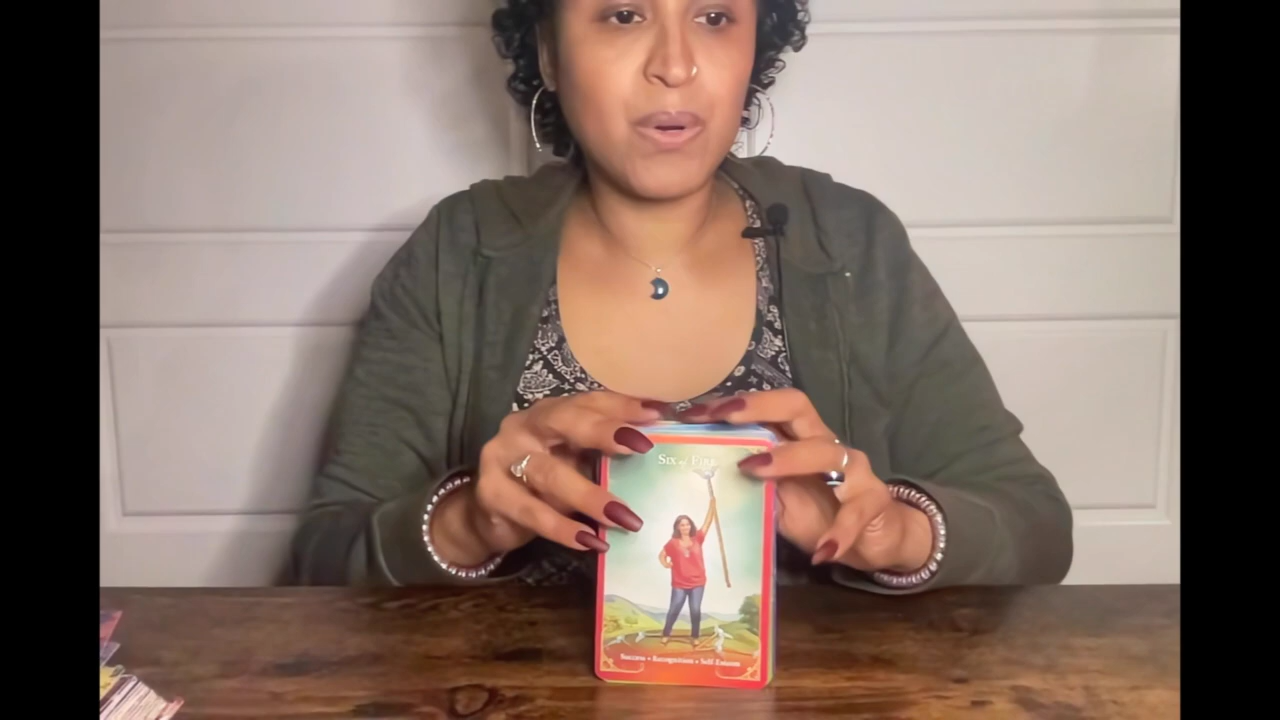 Six of Fire
Success • Recognition • Self Esteem